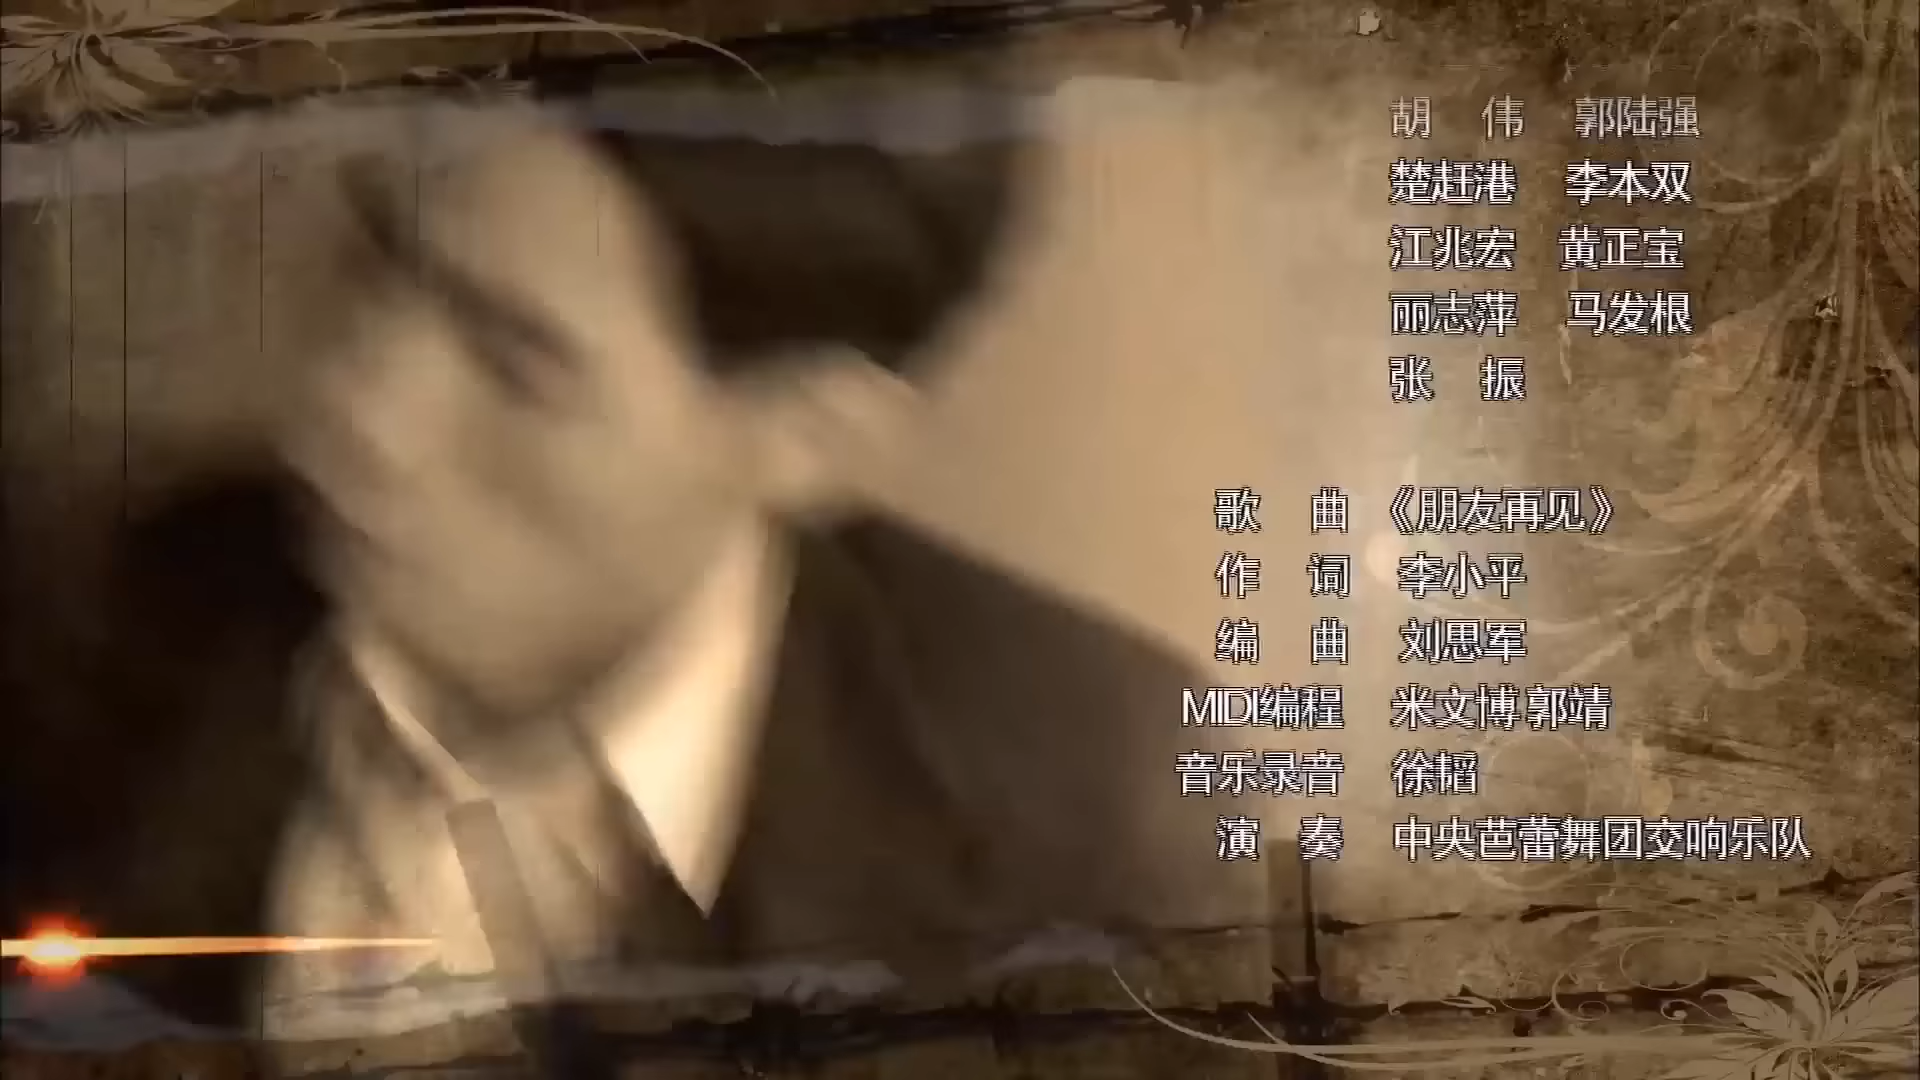 胡 伟 郭陆强
楚赶港 李本双
江兆宏 黄正宝
丽志萍 马发根
张 振
歌 曲 《朋友再见》
作 词 李小平
编 曲 刘思军
MIDI编程 米文博 郭靖
音乐录音 徐韬
演 奏 中央芭蕾舞团交响乐队